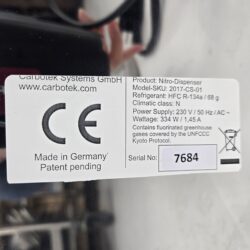 Carbotek Systems GmbH
www.carbotek.com
CE
Made in Germany
Patent pending
Product: Nitro-Dispenser
Model-SKU: 2017-CS-01
Refrigerant: HFC R-134a / 68 g
Climatic class: N
Power supply: 230 V / 50 Hz / AC ~
Wattage: 334 W / 1,45 A
Contains fluorinated greenhouse
gases covered by the UNFCCC
Kyoto Protocol.
Serial No: 7684